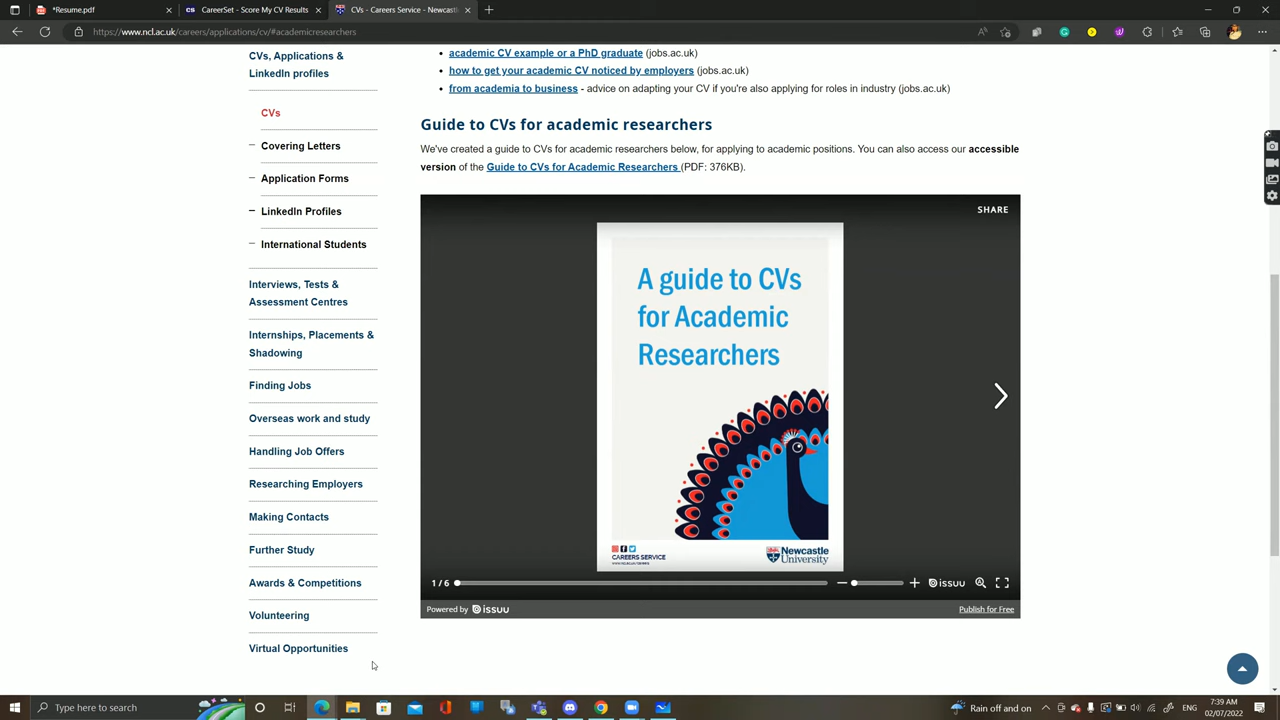 *Resume.pdf
CareerSet - Score My CV Results
CVs - Careers Service - Newcastl
https://www.ncl.ac.uk/careers/applications/cv/#academicresearchers
CVs, Applications &
LinkedIn profiles
CVs
Covering Letters
Application Forms
LinkedIn Profiles
International Students
Interviews, Tests &
Assessment Centres
Internships, Placements &
Shadowing
Finding Jobs
Overseas work and study
Handling Job Offers
Researching Employers
Making Contacts
Further Study
Awards & Competitions
Volunteering
Virtual Opportunities
academic CV example or a PhD graduate (jobs.ac.uk)
how to get your academic CV noticed by employers (jobs.ac.uk)
from academia to business - advice on adapting your CV if you're also applying for roles in industry (jobs.ac.uk)
Guide to CVs for academic researchers
We've created a guide to CVs for academic researchers below, for applying to academic positions. You can also access our accessible
version of the Guide to CVs for Academic Researchers (PDF: 376KB).
SHARE
A guide to CVs
for Academic
Researchers
CAREERS SERVICE
Newcastle
University
1 / 6
issuu
Powered by issuu
Publish for Free
Type here to search
Rain off and on
7:39 AM
02/07/2022